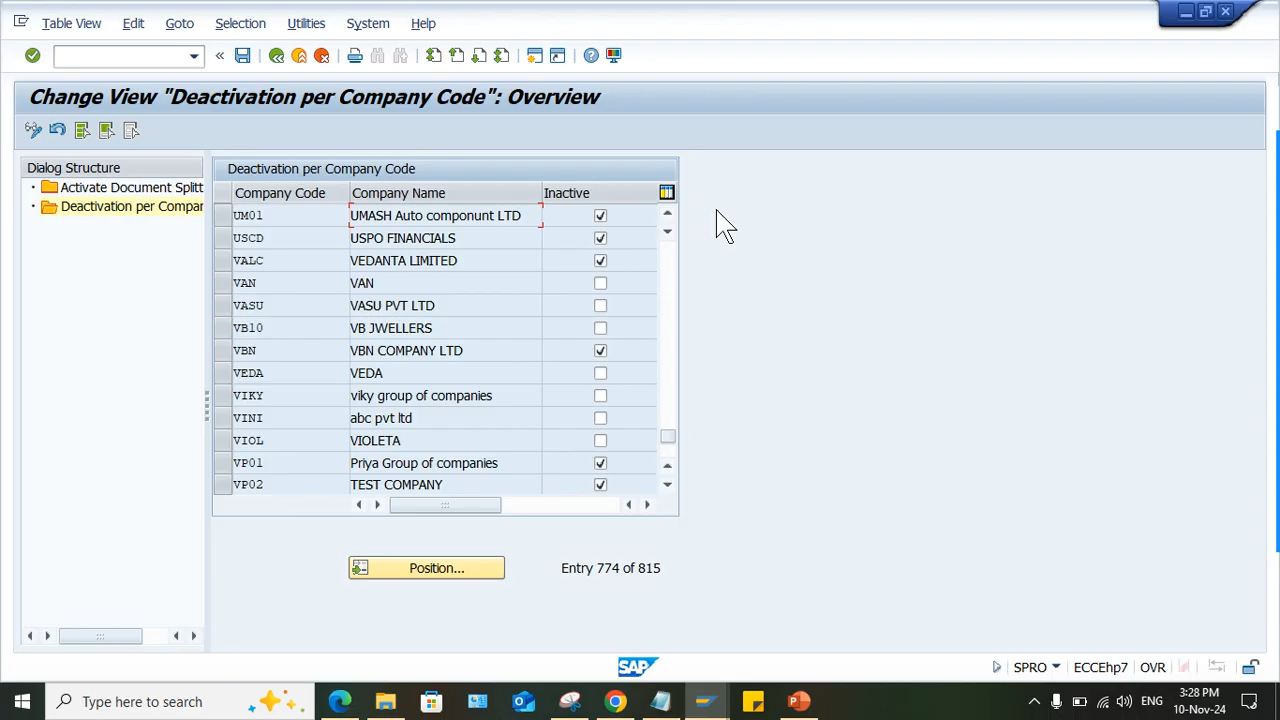 Table View Edit Goto Selection Utilities System Help
Change View "Deactivation per Company Code": Overview
Dialog Structure
Activate Document Splitt
Deactivation per Compar
Deactivation per Company Code
Company Code Company Name Inactive
UM01 UMASH Auto componunt LTD
USCD USPO FINANCIALS
VALC VEDANTA LIMITED
VAN VAN
VASU VASU PVT LTD
VB10 VB JWELLERS
VBN VBN COMPANY LTD
VEDA VEDA
VIKY viky group of companies
VINI abc pvt ltd
VIOL VIOLETA
VP01 Priya Group of companies
VP02 TEST COMPANY
Position... Entry 774 of 815
SAP
SPRO ECCEhp7 OVR
Type here to search
ENG
3:28 PM
10-Nov-24